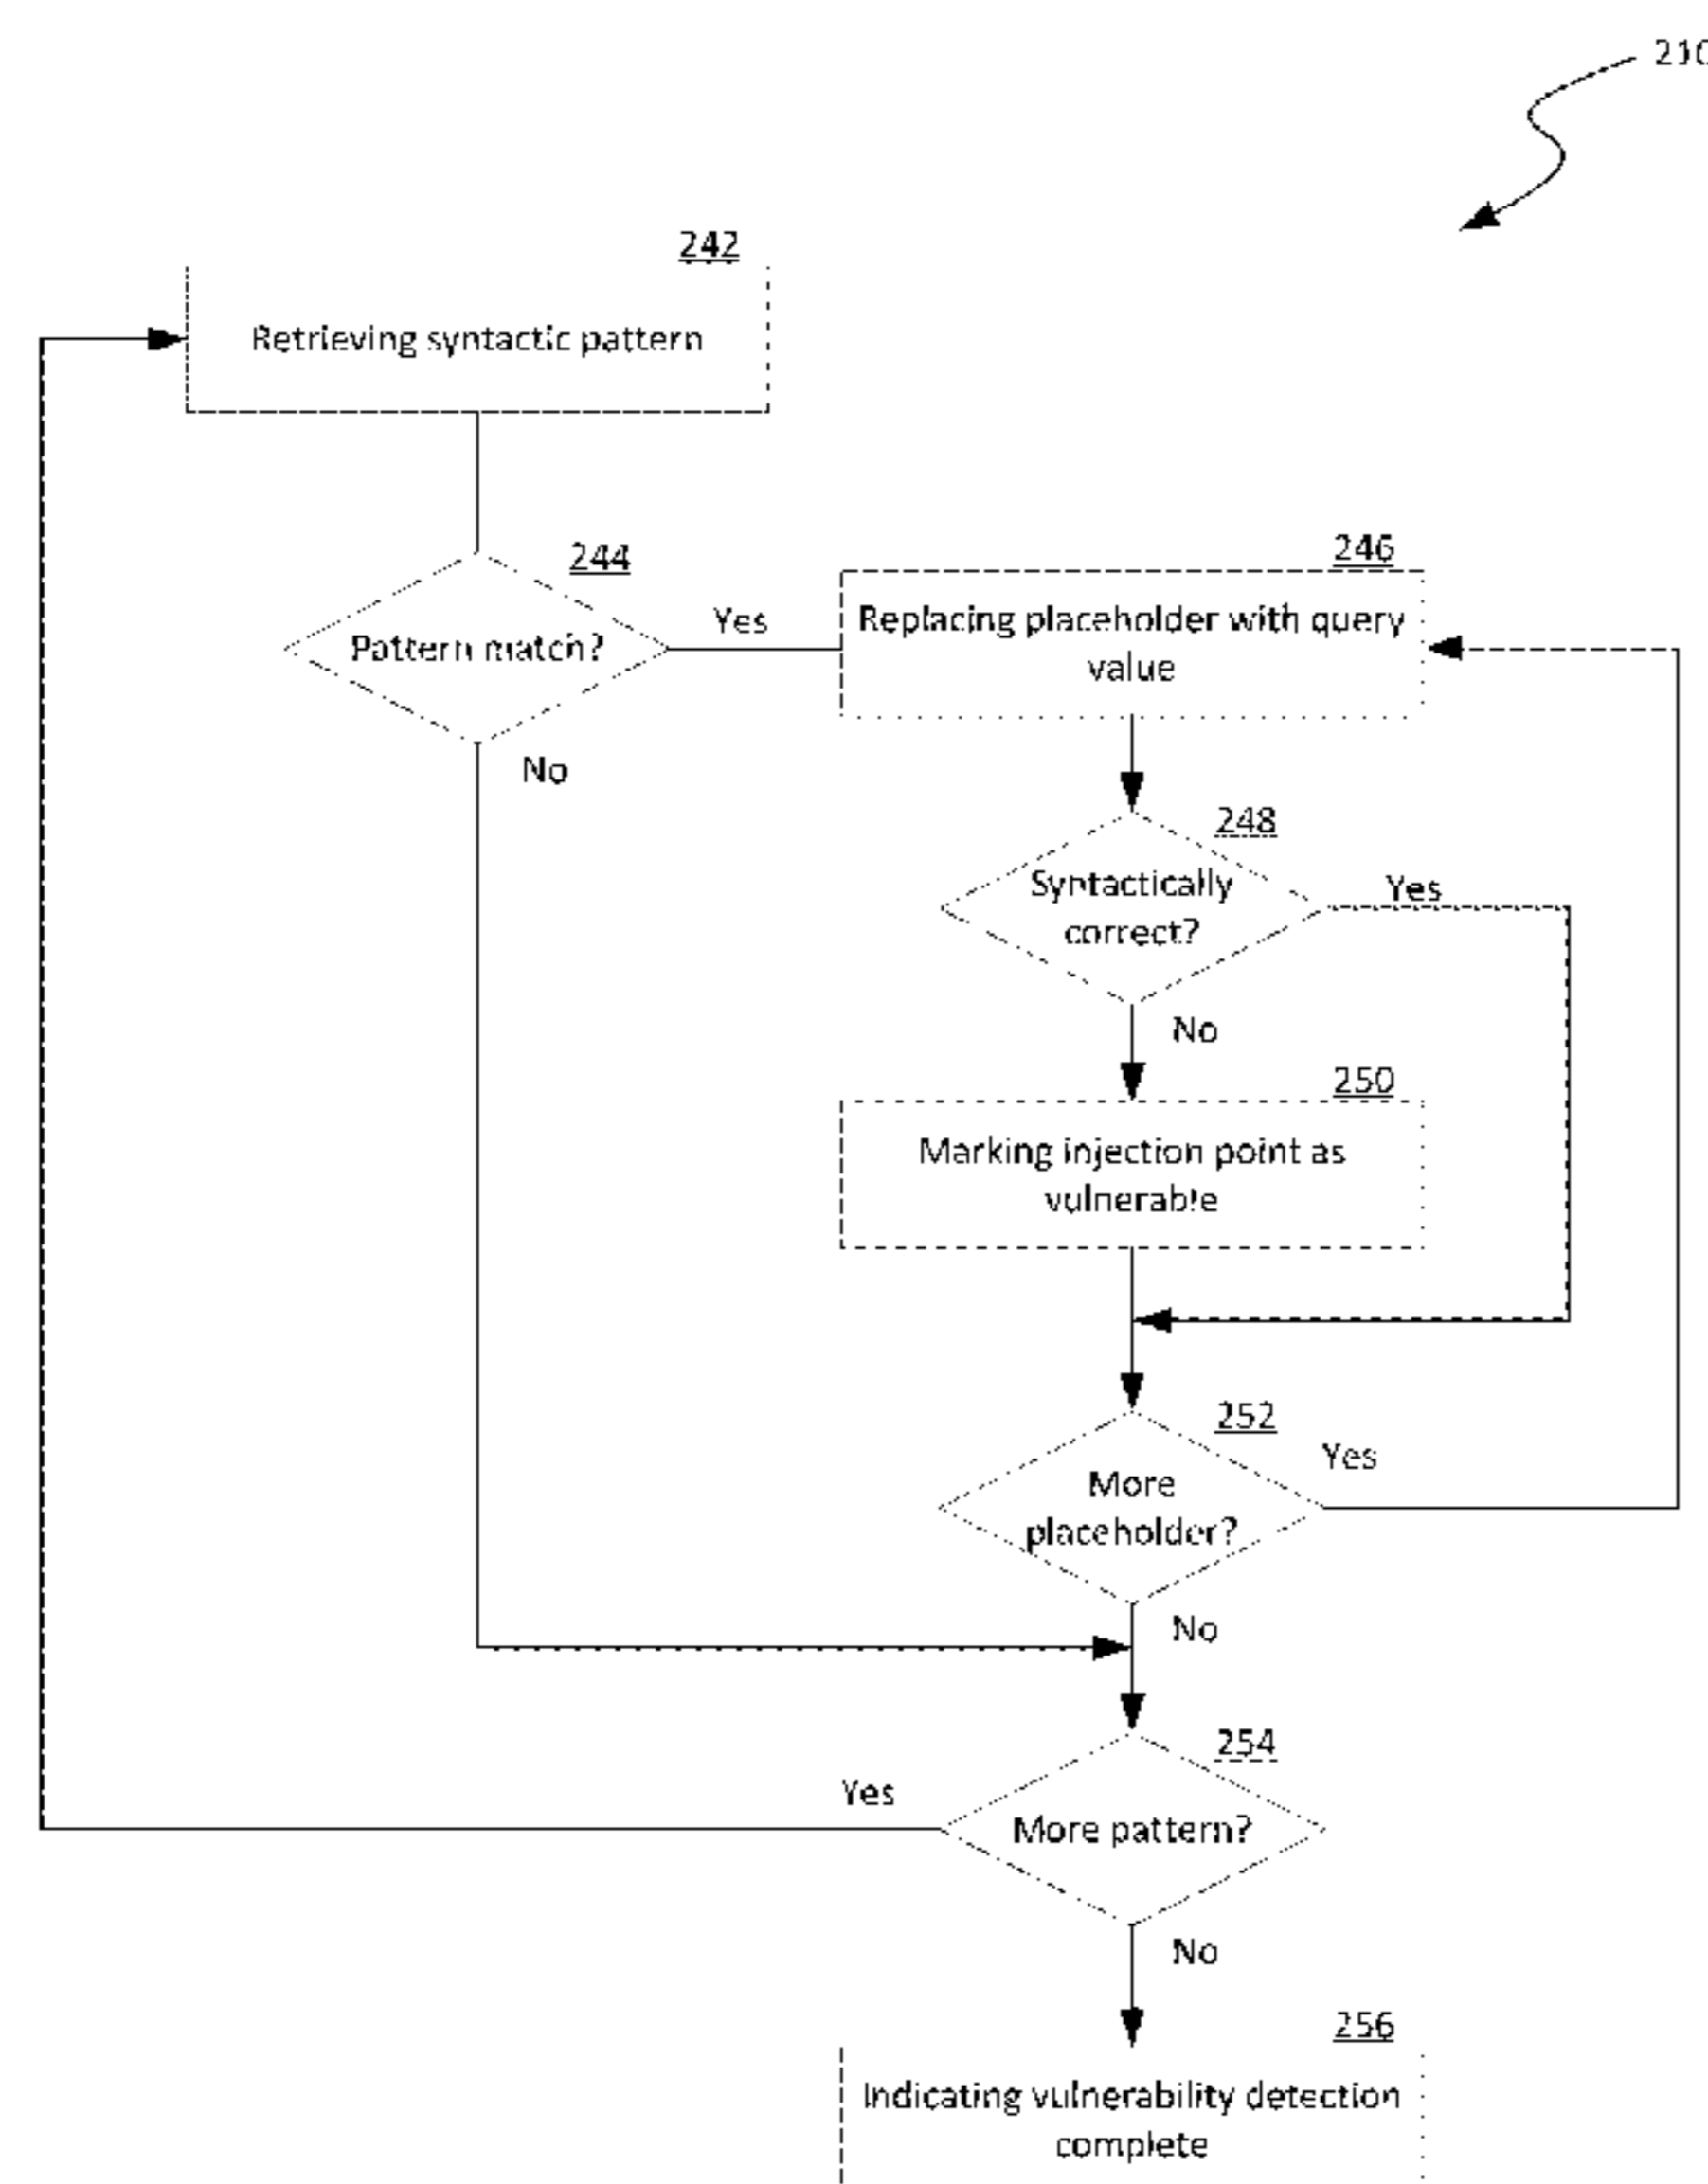 210
242
Retrieving syntactic pattern
244
Pattern match?
Yes
No
246
Replacing placeholder with query
value
248
Syntactically
correct?
Yes
No
250
Marking injection point as
vulnerable
252
More
placeholder?
Yes
No
254
More pattern?
Yes
No
256
Indicating vulnerability detection
complete